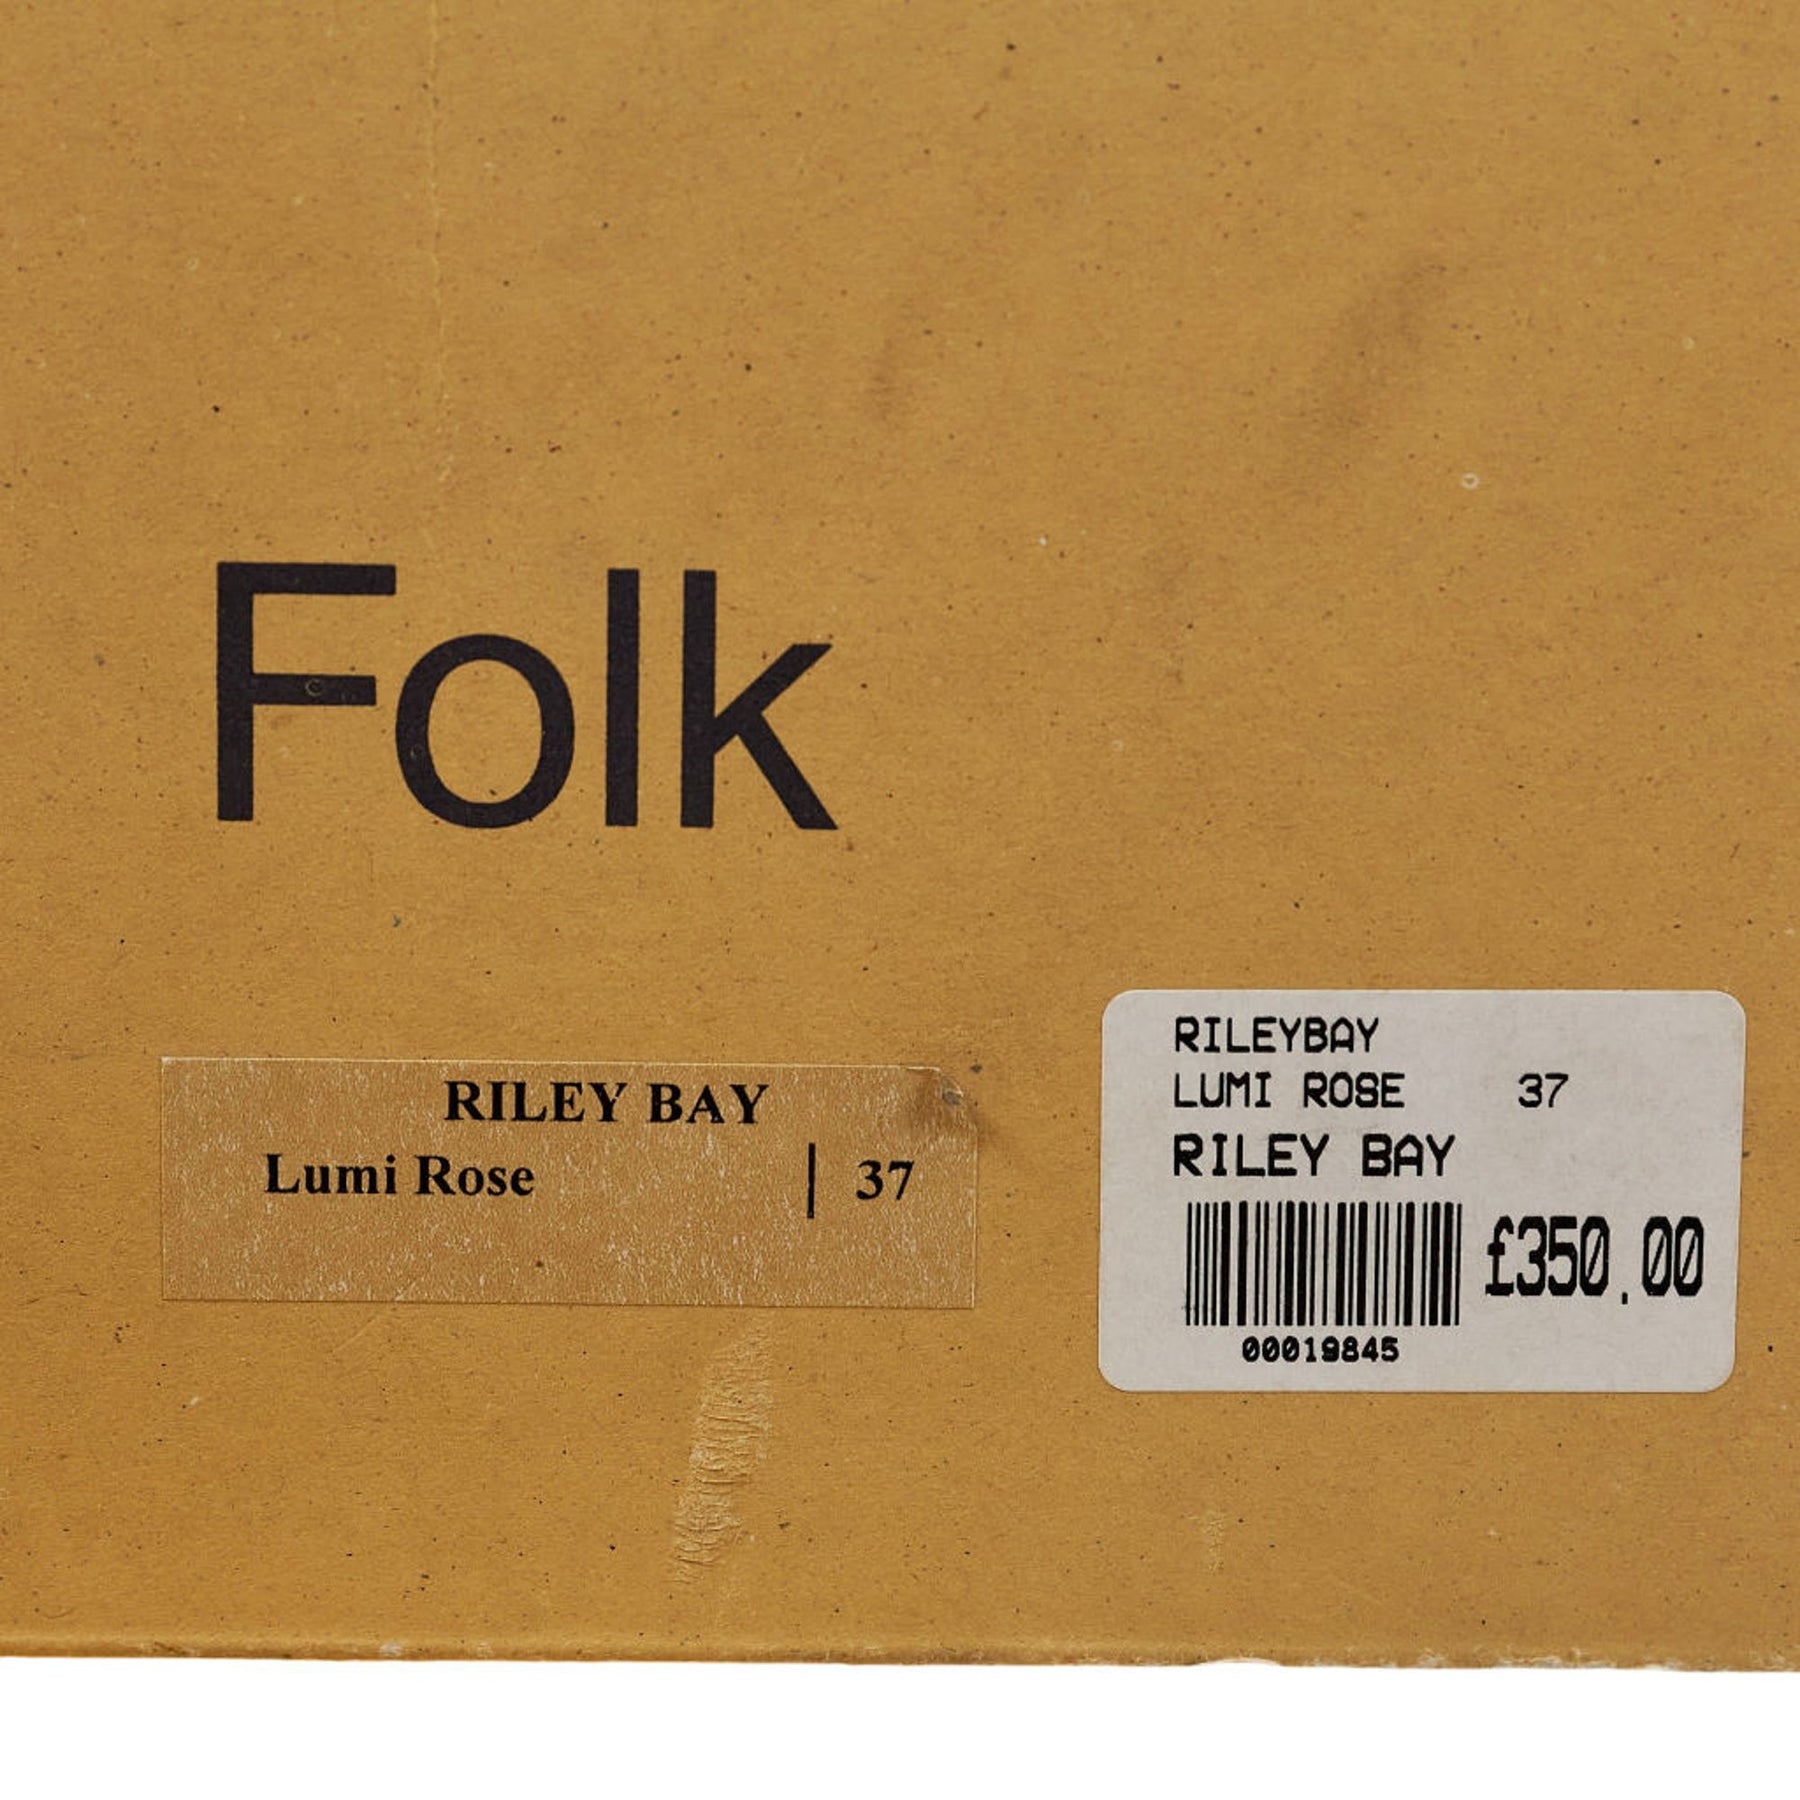 Folk
RILEY BAY
Lumi Rose | 37
RILEYBAY
LUMI ROSE 37
RILEY BAY
£350.00
00019845